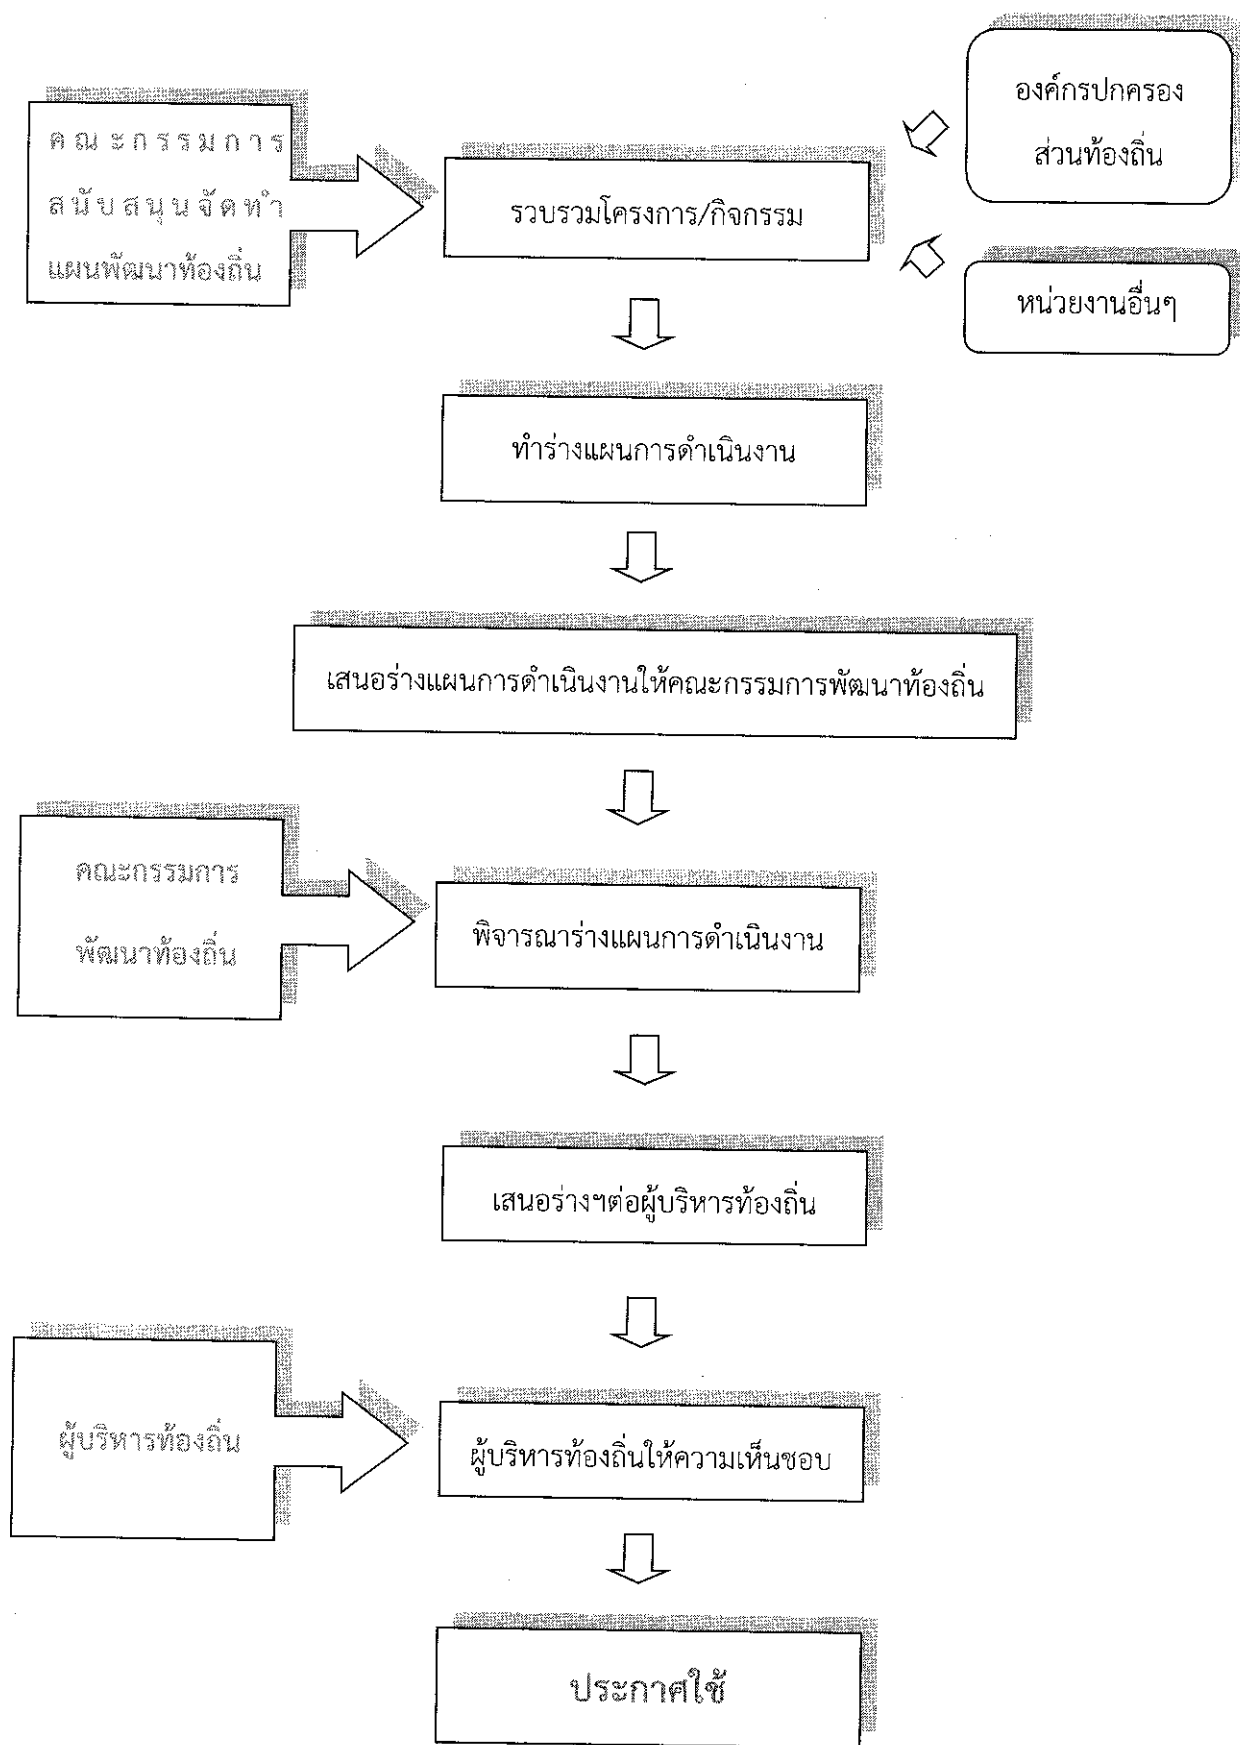 องค์กรปกครอง
ส่วนท้องถิ่น
คณะกรรมการ
สนับสนุนจัดทำ
แผนพัฒนาท้องถิ่น
รวบรวมโครงการ/กิจกรรม
หน่วยงานอื่นๆ
ทำร่างแผนการดำเนินงาน
เสนอร่างแผนการดำเนินงานให้คณะกรรมการพัฒนาท้องถิ่น
คณะกรรมการ
พัฒนาท้องถิ่น
พิจารณาร่างแผนการดำเนินงาน
เสนอร่างฯต่อผู้บริหารท้องถิ่น
ผู้บริหารท้องถิ่น
ผู้บริหารท้องถิ่นให้ความเห็นชอบ
ประกาศใช้